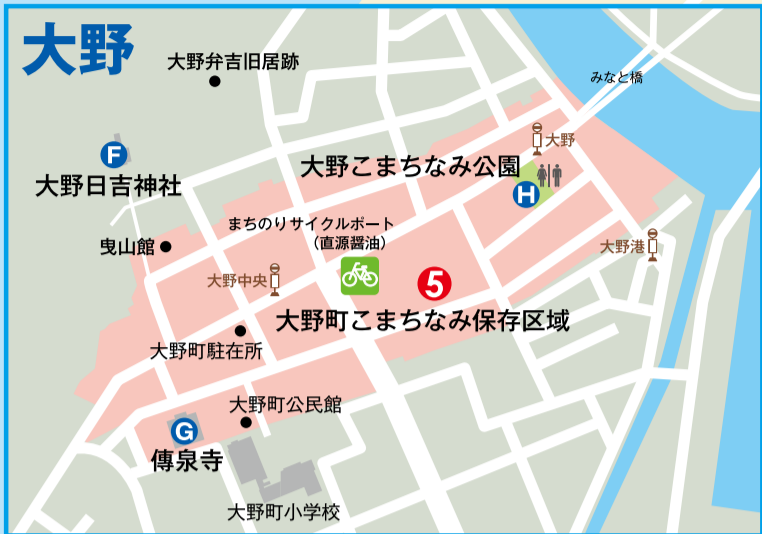 大野
大野弁吉旧居跡
みなと橋
大野
F
大野こまちなみ公園
大野日吉神社
H
まちのりサイクルポート
（直源醤油）
曳山館
大野港
大野中央
5
大野町こまちなみ保存区域
大野町駐在所
大野町公民館
G
傳泉寺
大野町小学校